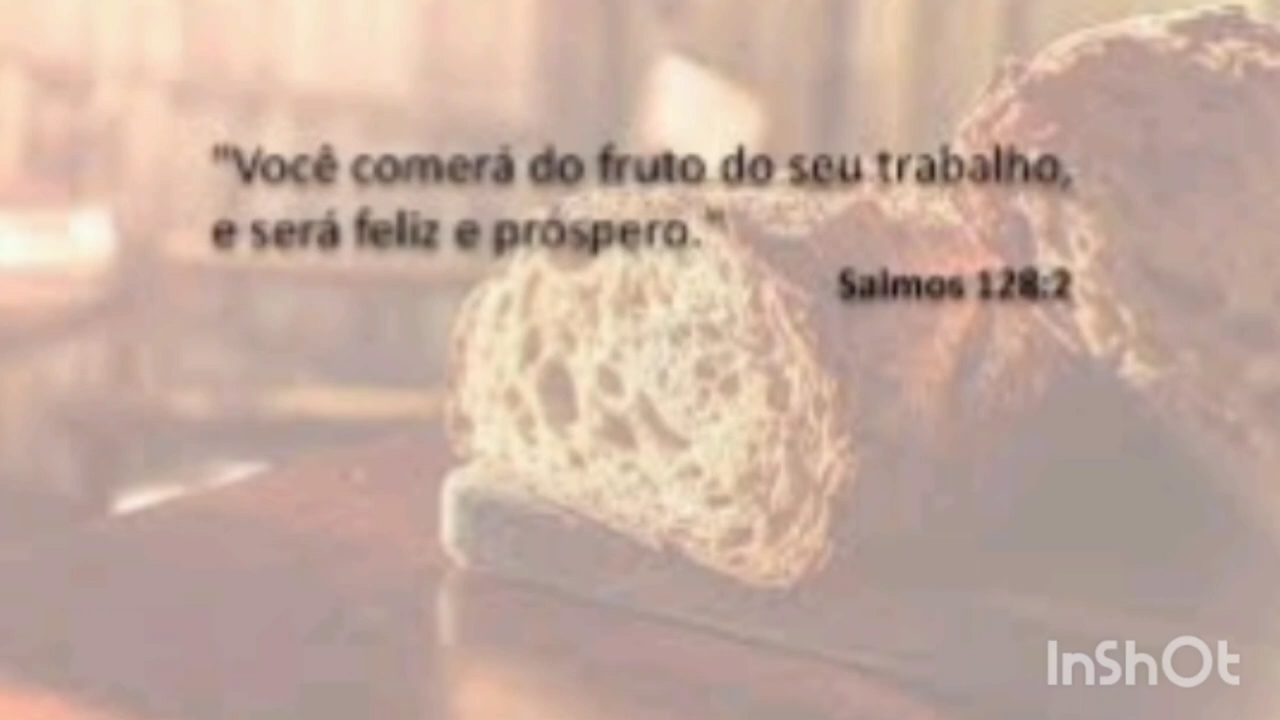 "Você comerá do fruto do seu trabalho,
e será feliz e próspero."
Salmos 128:2
InShOt